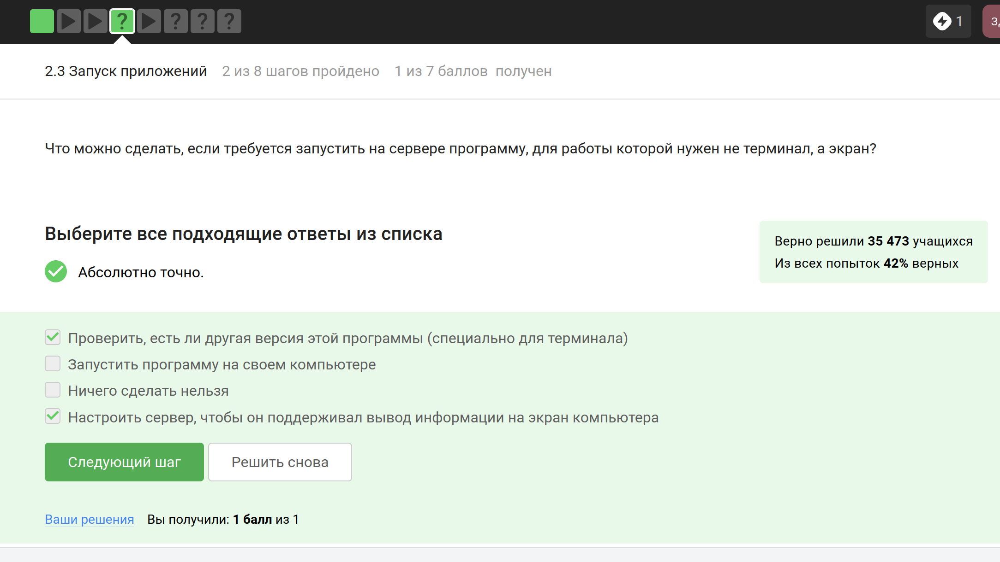 ? ? ? ? 1
2.3 Запуск приложений 2 из 8 шагов пройдено 1 из 7 баллов получен
Что можно сделать, если требуется запустить на сервере программу, для работы которой нужен не терминал, а экран?
Выберите все подходящие ответы из списка
Абсолютно точно.
Верно решили 35 473 учащихся
Из всех попыток 42% верных
Проверить, есть ли другая версия этой программы (специально для терминала)
Запустить программу на своем компьютере
Ничего сделать нельзя
Настроить сервер, чтобы он поддерживал вывод информации на экран компьютера
Следующий шаг Решить снова
Ваши решения Вы получили: 1 балл из 1